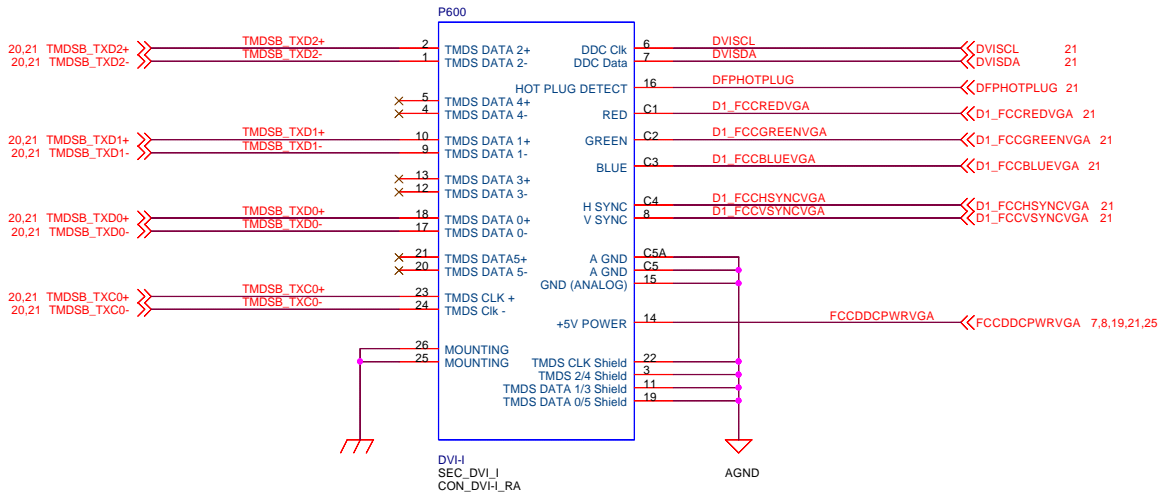 P600
20,21 TMDSB_TXD2+ TMDSB_TXD2+ 2 TMDS DATA 2+ DDC Clk 6 DVISCL DVISCL 21
20,21 TMDSB_TXD2- TMDSB_TXD2- 1 TMDS DATA 2- DDC Data 7 DVISDA DVISDA 21
HOT PLUG DETECT 16 DFPHOTPLUG DFPHOTPLUG 21
5 TMDS DATA 4+
4 TMDS DATA 4- RED C1 D1_FCCREDVGA D1_FCCREDVGA 21
20,21 TMDSB_TXD1+ TMDSB_TXD1+ 10 TMDS DATA 1+ GREEN C2 D1_FCCGREENVGA D1_FCCGREENVGA 21
20,21 TMDSB_TXD1- TMDSB_TXD1- 9 TMDS DATA 1-
BLUE C3 D1_FCCBLUEVGA D1_FCCBLUEVGA 21
13 TMDS DATA 3+
12 TMDS DATA 3-
H SYNC C4 D1_FCCHSYNCVGA D1_FCCHSYNCVGA 21
20,21 TMDSB_TXD0+ TMDSB_TXD0+ 18 TMDS DATA 0+ V SYNC 8 D1_FCCVSYNCVGA D1_FCCVSYNCVGA 21
20,21 TMDSB_TXD0- TMDSB_TXD0- 17 TMDS DATA 0-
21 TMDS DATA5+ A GND C5A
20 TMDS DATA 5- A GND C5
GND (ANALOG) 15
20,21 TMDSB_TXC0+ TMDSB_TXC0+ 23 TMDS CLK +
20,21 TMDSB_TXC0- TMDSB_TXC0- 24 TMDS Clk -
+5V POWER 14 FCCDDCPWRVGA FCCDDCPWRVGA 7,8,19,21,25
26 MOUNTING
25 MOUNTING TMDS CLK Shield 22
TMDS 2/4 Shield 3
TMDS DATA 1/3 Shield 11
TMDS DATA 0/5 Shield 19
DVI-I
SEC_DVI_I AGND
CON_DVI-I_RA